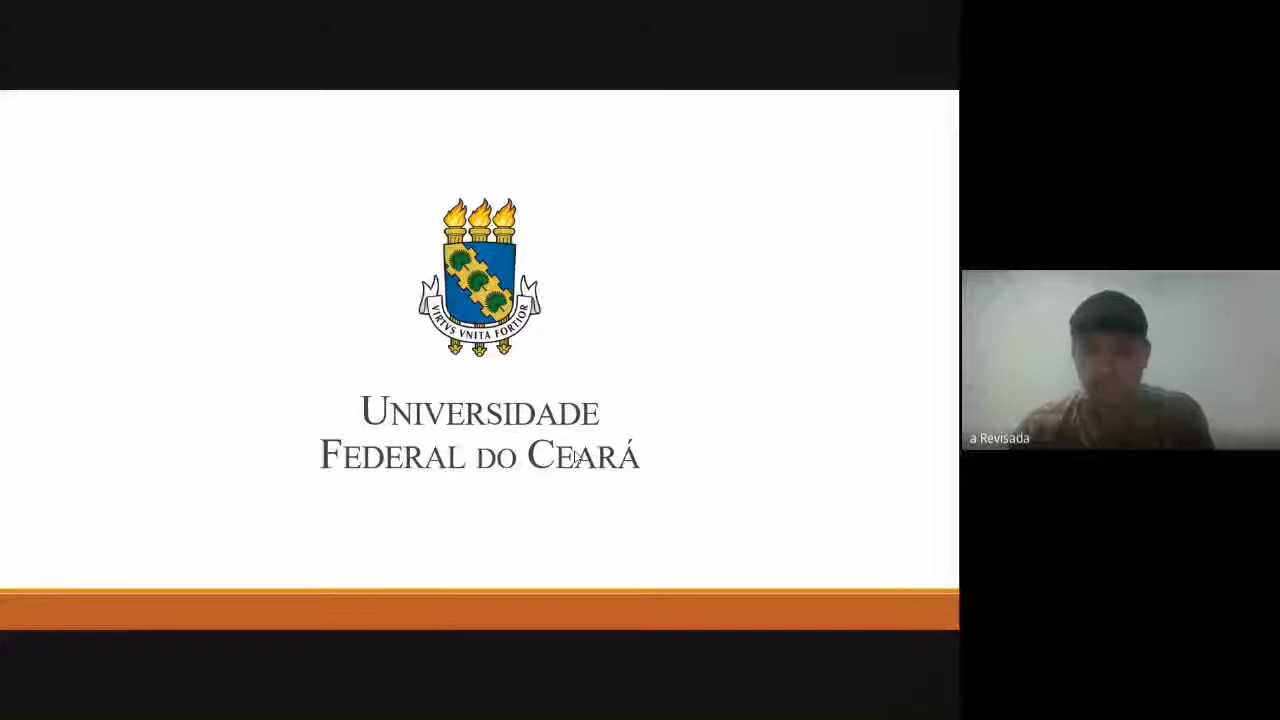 VIRTVS VNITA FORTIOR
UNIVERSIDADE
FEDERAL DO CEARÁ
a Revisada